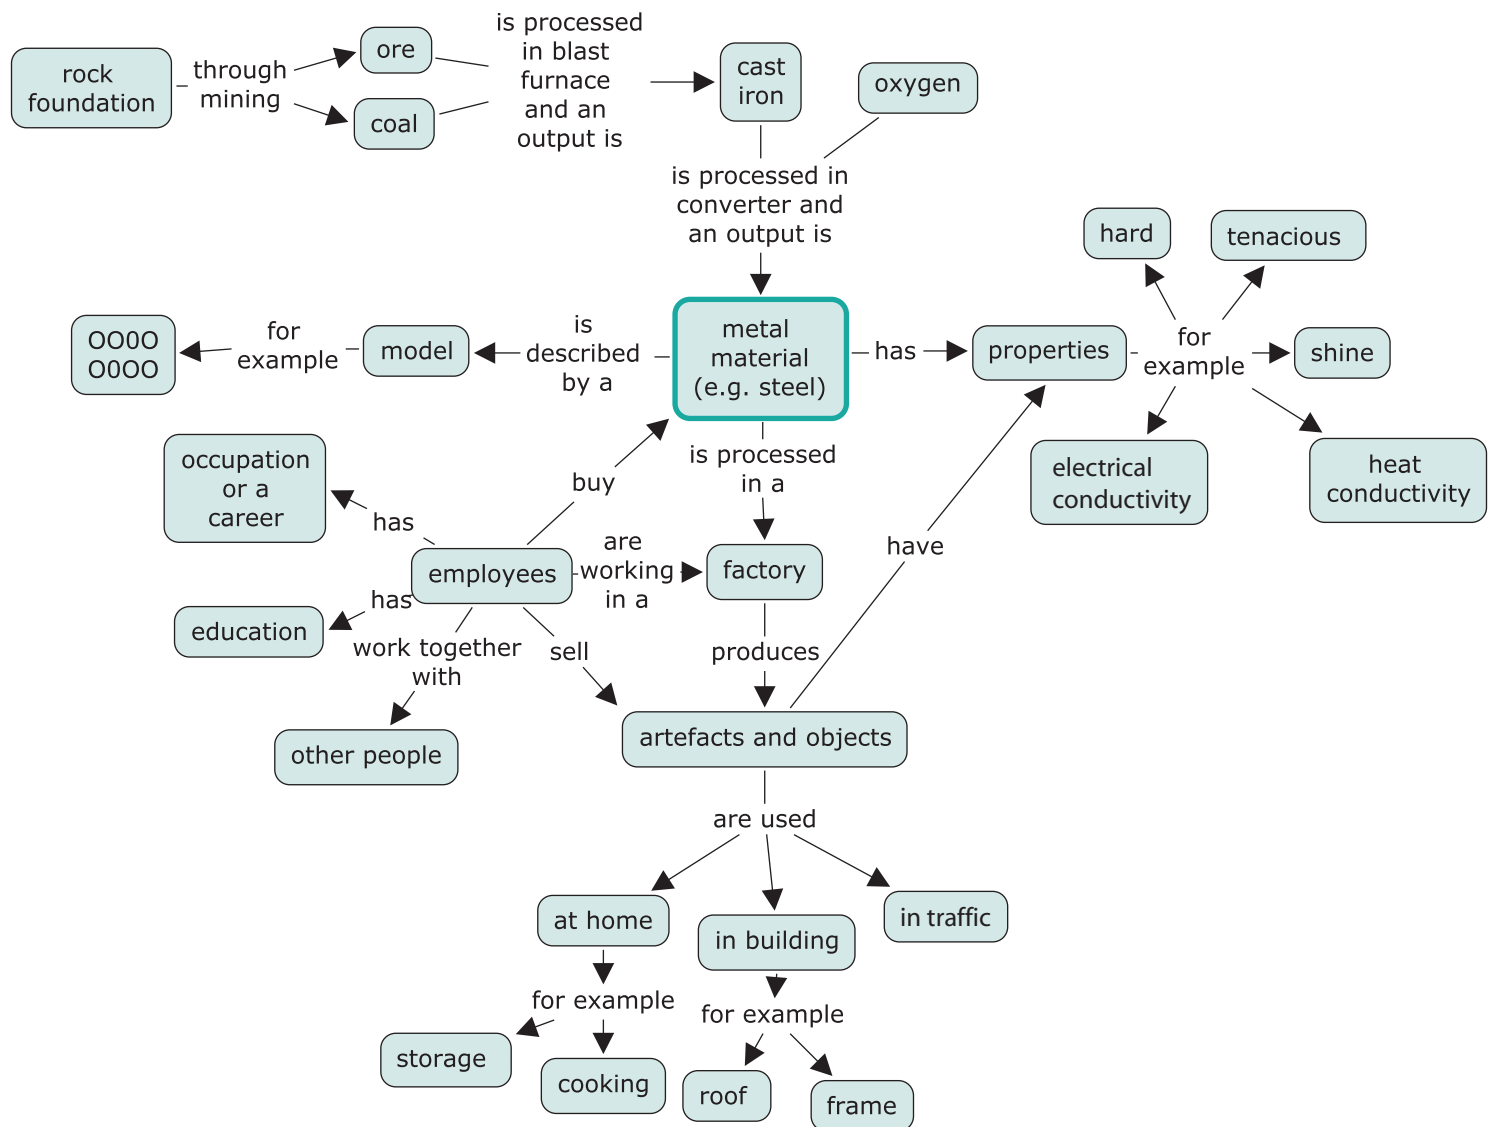 rock
foundation
through
mining
ore
coal
is processed
in blast
furnace
and an
output is
cast
iron
oxygen
is processed in
converter and
an output is
hard
tenacious
OO0O
O0OO
for
example
model
is
described
by a
metal
material
(e.g. steel)
has
properties
for
example
shine
electrical
conductivity
heat
conductivity
occupation
or a
career
has
buy
is processed
in a
employees
are
working
in a
factory
have
has
education
work together
with
sell
produces
other people
artefacts and objects
are used
at home
in building
in traffic
for example
for example
storage
cooking
roof
frame